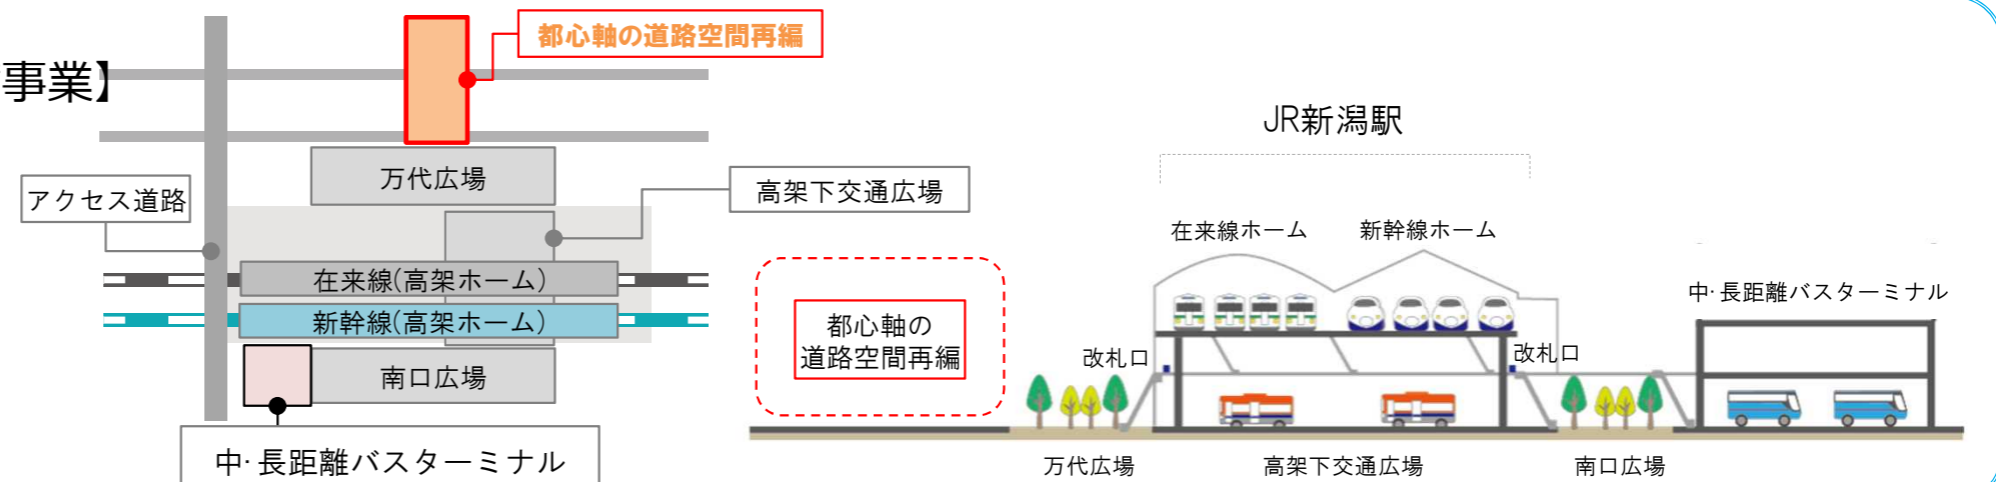 都心軸の道路空間再編
事業】
万代広場
アクセス道路
高架下交通広場
在来線(高架ホーム)
新幹線(高架ホーム)
南口広場
中・長距離バスターミナル
JR新潟駅
在来線ホーム
新幹線ホーム
中・長距離バスターミナル
都心軸の
道路空間再編
改札口
改札口
万代広場
高架下交通広場
南口広場